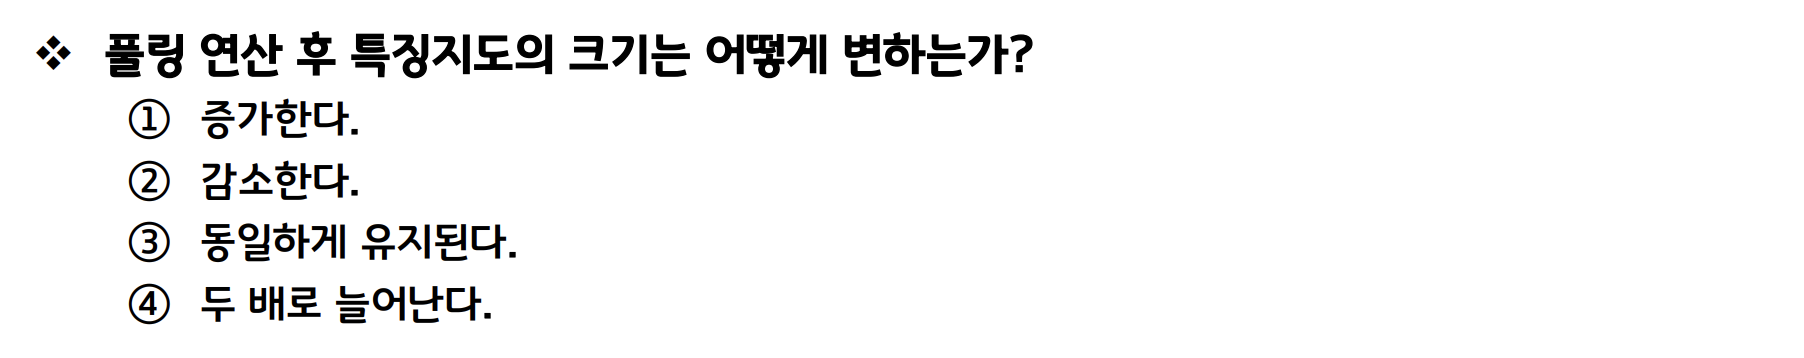 ❖ 풀링 연산 후 특징지도의 크기는 어떻게 변하는가?
① 증가한다.
② 감소한다.
③ 동일하게 유지된다.
④ 두 배로 늘어난다.